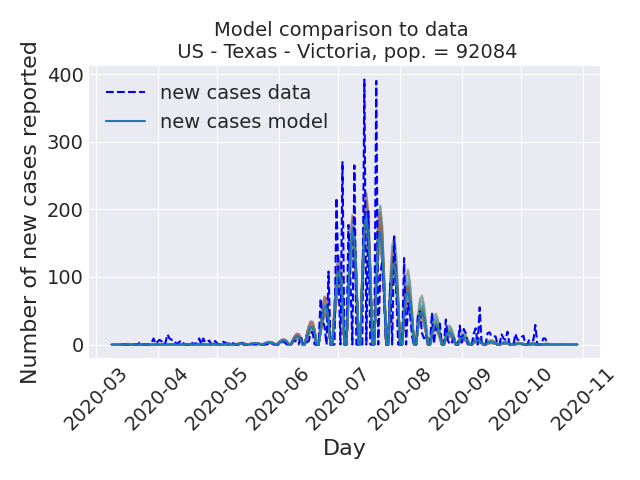 Model comparison to data
US - Texas - Victoria, pop. = 92084
Number of new cases reported
400
300
200
100
0
new cases data
new cases model
2020-03
2020-04
2020-05
2020-06
2020-07
2020-08
2020-09
2020-10
2020-11
Day